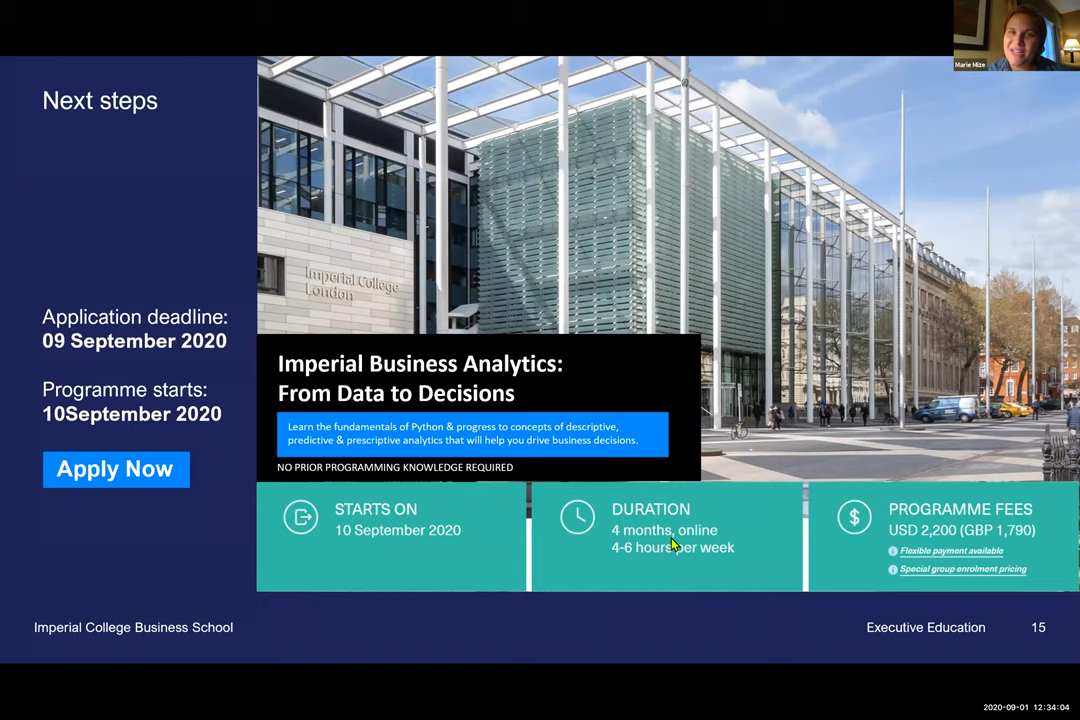 Marie Mize
Next steps
Imperial College
London
Application deadline:
09 September 2020
Programme starts:
10September 2020
Apply Now
Imperial Business Analytics:
From Data to Decisions
Learn the fundamentals of Python & progress to concepts of descriptive,
predictive & prescriptive analytics that will help you drive business decisions.
NO PRIOR PROGRAMMING KNOWLEDGE REQUIRED
STARTS ON
10 September 2020
DURATION
4 months, online
4-6 hours per week
PROGRAMME FEES
USD 2,200 (GBP 1,790)
Flexible payment available
Special group enrolment pricing
Imperial College Business School
Executive Education
15
2020-09-01 12:34:04